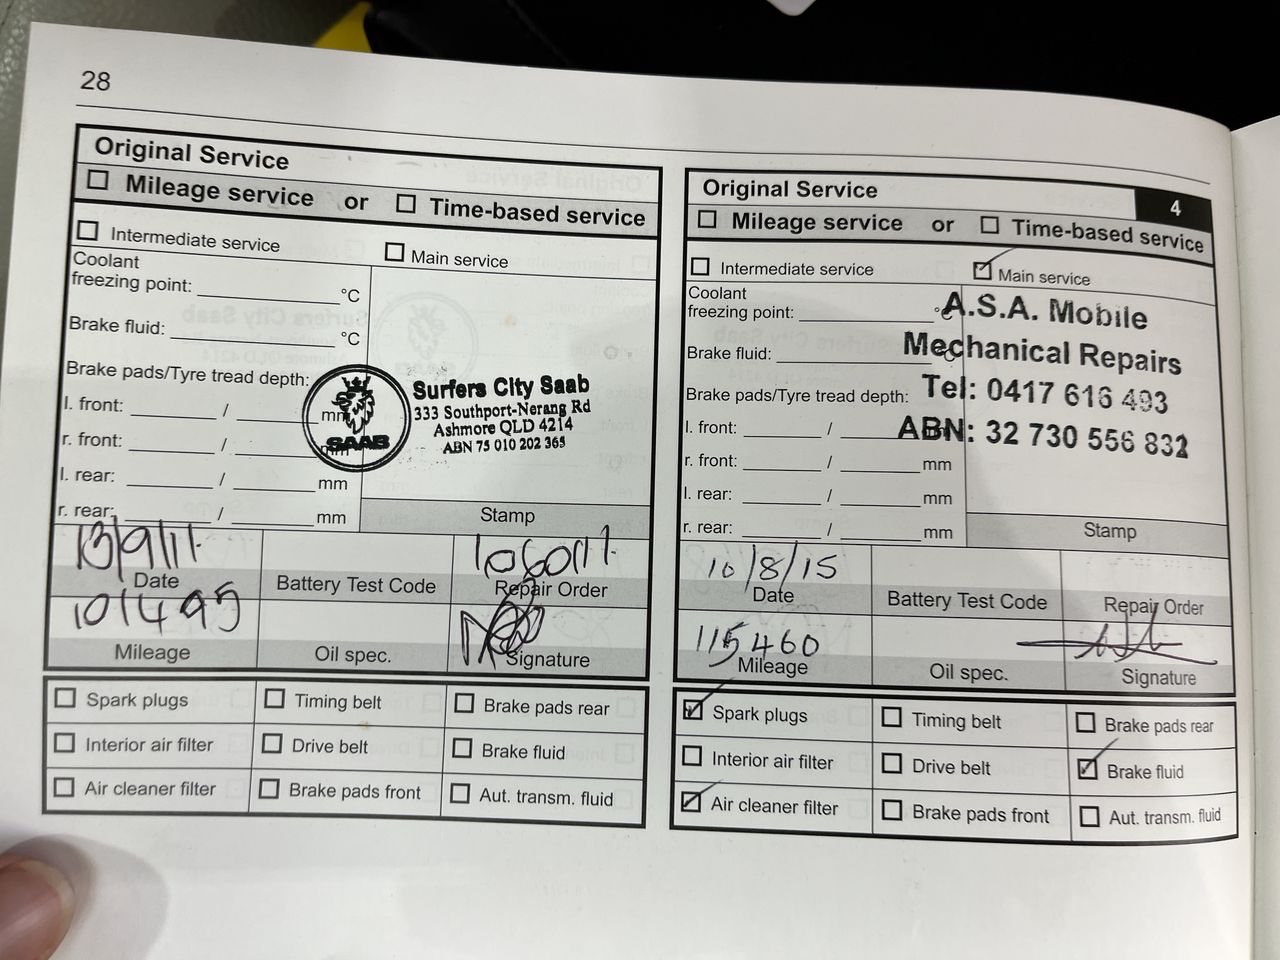 28
Original Service
Mileage service or Time-based service
Intermediate service
Main service
Coolant
freezing point: °C
Brake fluid: °C
Brake pads/Tyre tread depth:
l. front: / mm
r. front: / mm
l. rear: / mm
r. rear: / mm
SAAB
Surfers City Saab
333 Southport-Nerang Rd
Ashmore QLD 4214
ABN 75 010 202 365
Stamp
13/9/11
Date
Battery Test Code
Repair Order
101495
Mileage
Oil spec.
Signature
Spark plugs
Timing belt
Brake pads rear
Interior air filter
Drive belt
Brake fluid
Air cleaner filter
Brake pads front
Aut. transm. fluid
Original Service
4
Mileage service or Time-based service
Intermediate service
Main service
Coolant
freezing point:
Brake fluid:
Brake pads/Tyre tread depth:
l. front: /
r. front: / mm
l. rear: / mm
r. rear: / mm
A.S.A. Mobile
Mechanical Repairs
Tel: 0417 616 493
ABN: 32 730 556 832
Stamp
10/8/15
Date
Battery Test Code
Repair Order
115460
Mileage
Oil spec.
Signature
Spark plugs
Timing belt
Brake pads rear
Interior air filter
Drive belt
Brake fluid
Air cleaner filter
Brake pads front
Aut. transm. fluid